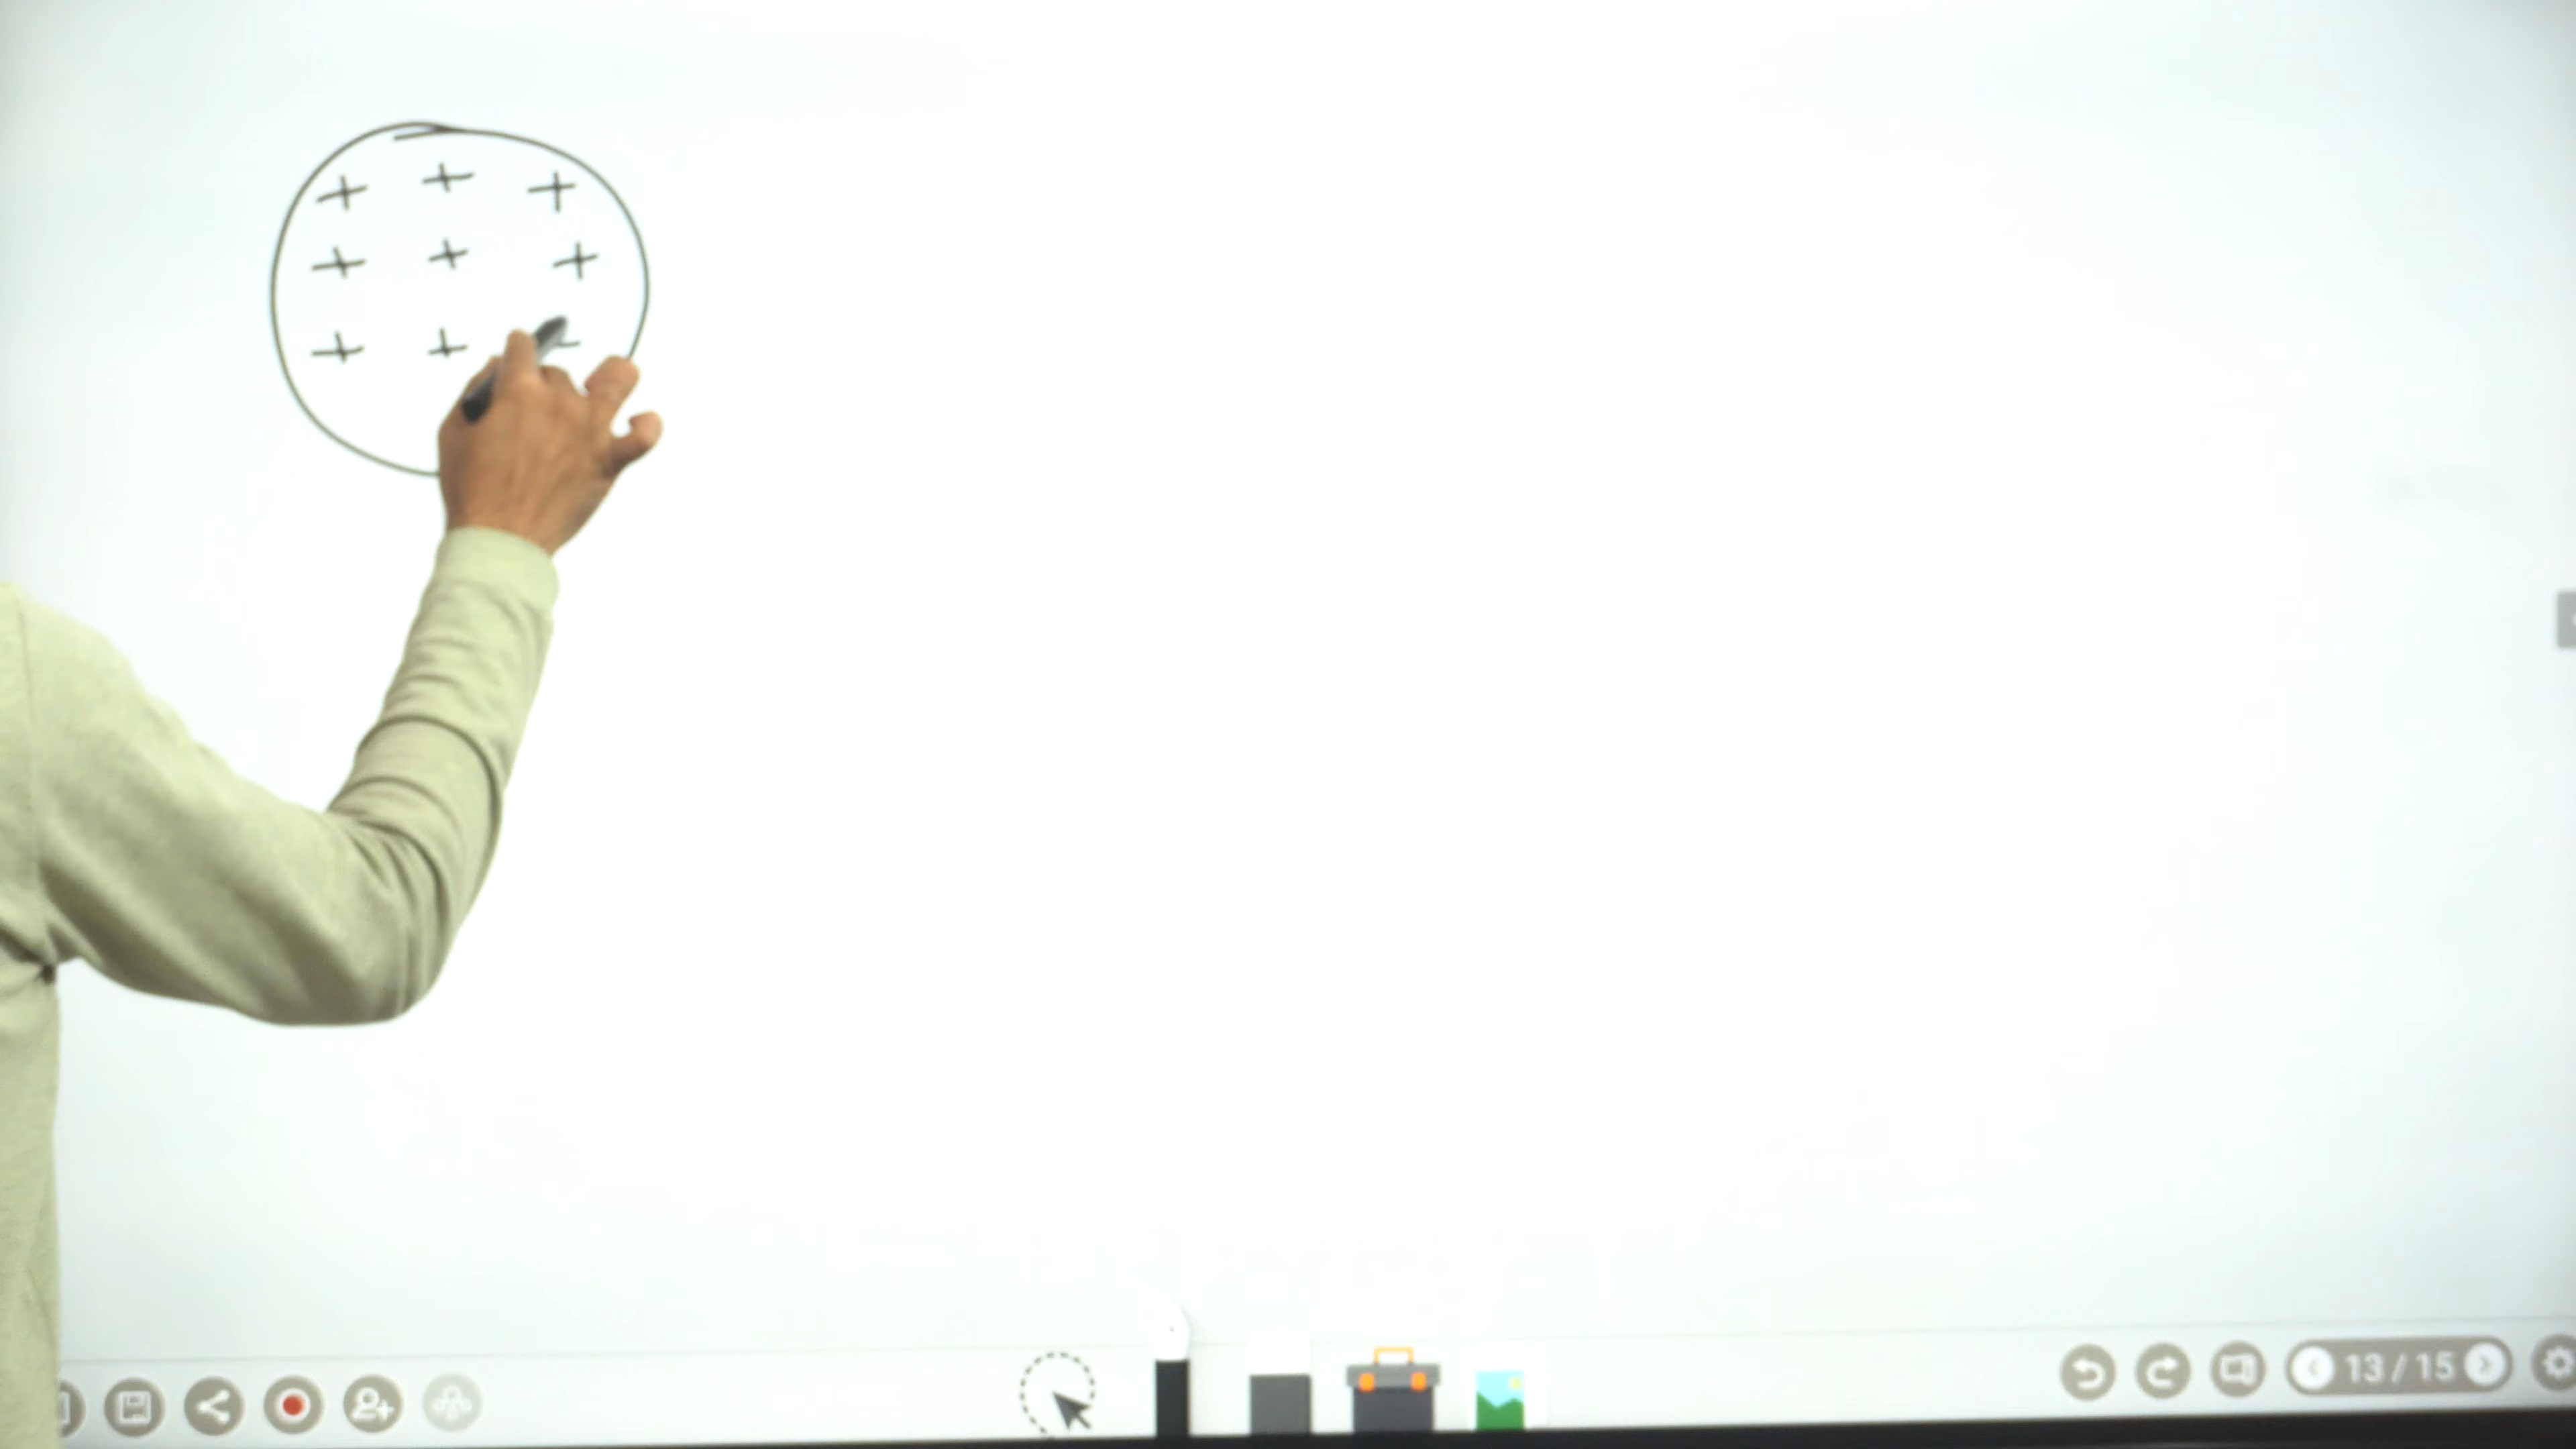 + + +
+ + +
+ +
13 / 15